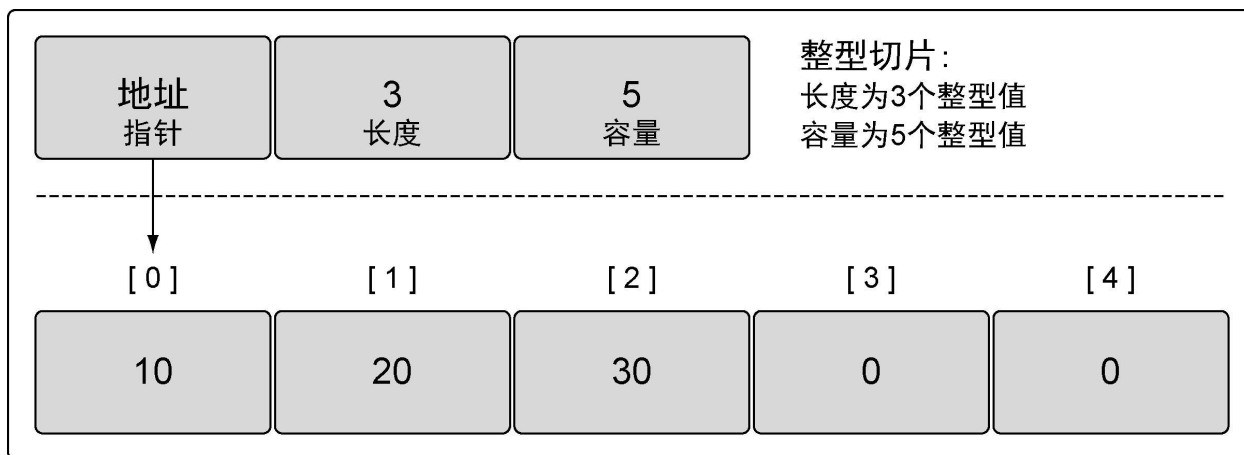 地址 3 5
指针 长度 容量
整型切片:
长度为3个整型值
容量为5个整型值
[ 0 ] [ 1 ] [ 2 ] [ 3 ] [ 4 ]
10 20 30 0 0